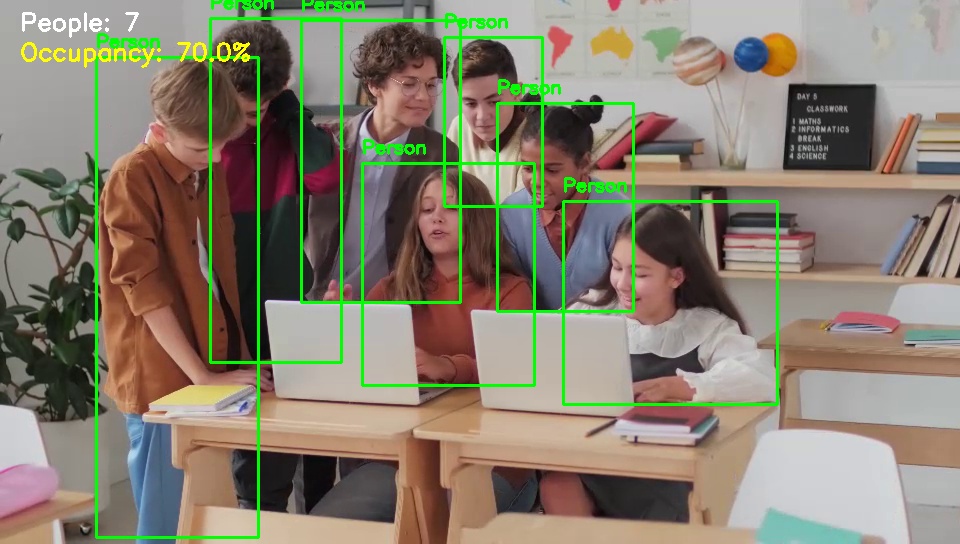 People: 7
Occupancy: 70.0%
Person
Person
Person
Person
Person
Person
Person
DAY 5
CLASSWORK
1 MATHS
2 INFORMATICS
BREAK
3 ENGLISH
4 SCIENCE